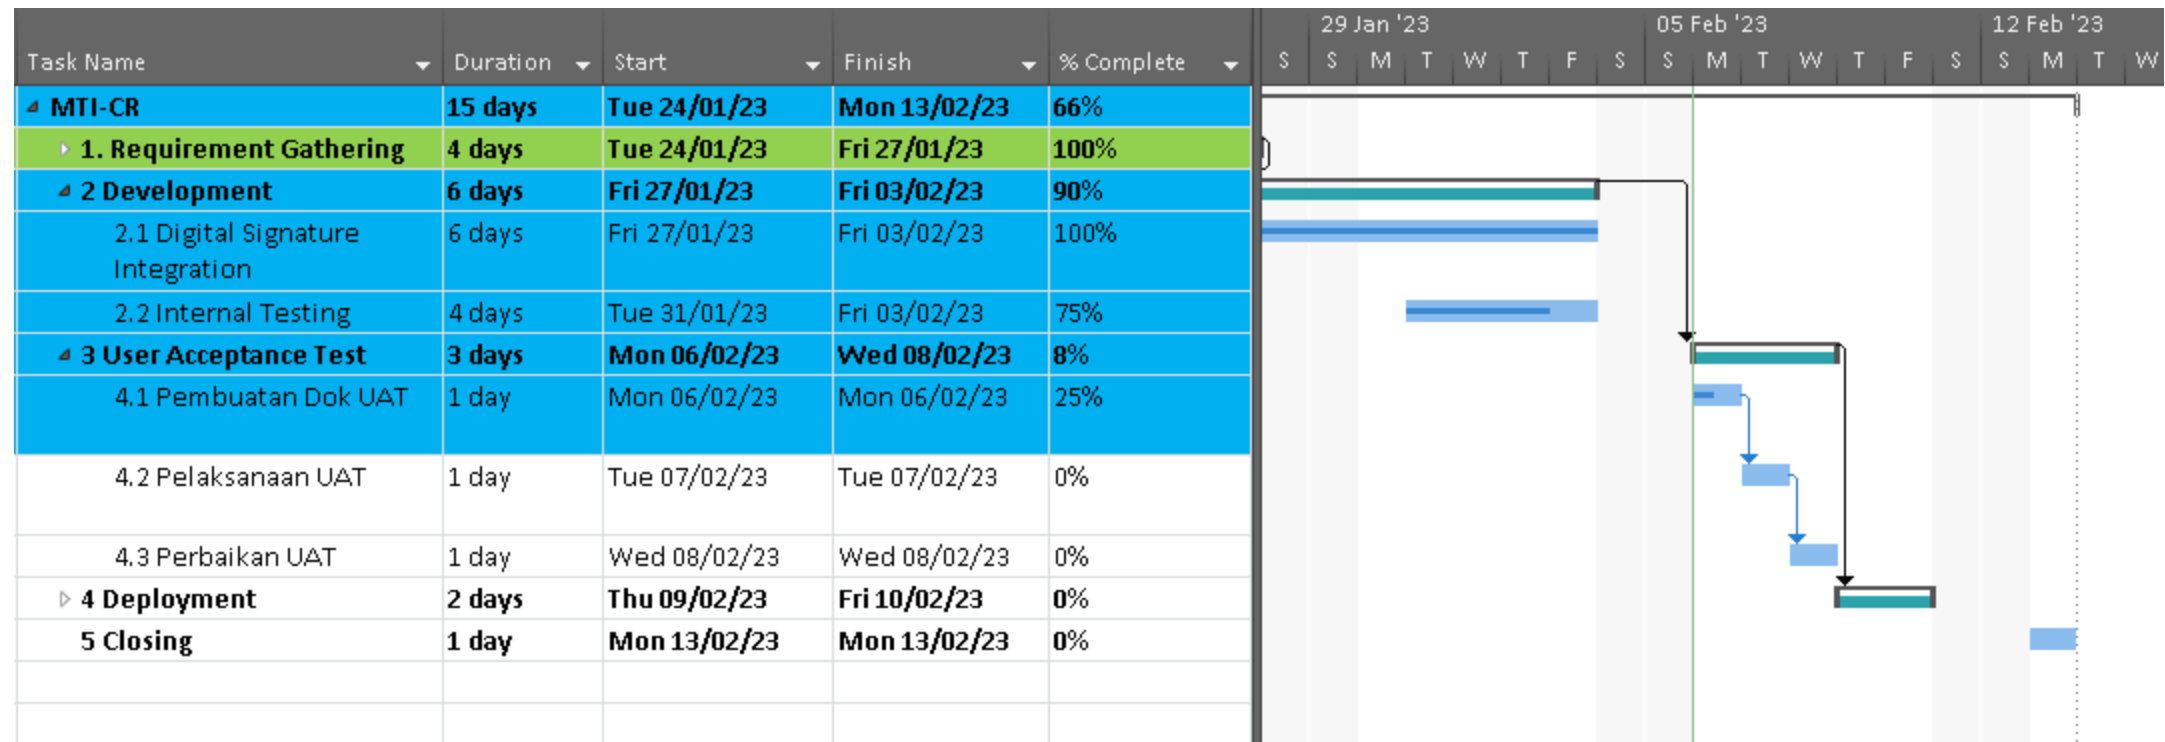 29 Jan '23 05 Feb '23 12 Feb '23
Task Name Duration Start Finish % Complete S S M T W T F S S M T W T F S S M T W
MTI-CR 15 days Tue 24/01/23 Mon 13/02/23 66%
1. Requirement Gathering 4 days Tue 24/01/23 Fri 27/01/23 100%
2 Development 6 days Fri 27/01/23 Fri 03/02/23 90%
2.1 Digital Signature 6 days Fri 27/01/23 Fri 03/02/23 100%
Integration
2.2 Internal Testing 4 days Tue 31/01/23 Fri 03/02/23 75%
3 User Acceptance Test 3 days Mon 06/02/23 Wed 08/02/23 8%
4.1 Pembuatan Dok UAT 1 day Mon 06/02/23 Mon 06/02/23 25%
4.2 Pelaksanaan UAT 1 day Tue 07/02/23 Tue 07/02/23 0%
4.3 Perbaikan UAT 1 day Wed 08/02/23 Wed 08/02/23 0%
4 Deployment 2 days Thu 09/02/23 Fri 10/02/23 0%
5 Closing 1 day Mon 13/02/23 Mon 13/02/23 0%